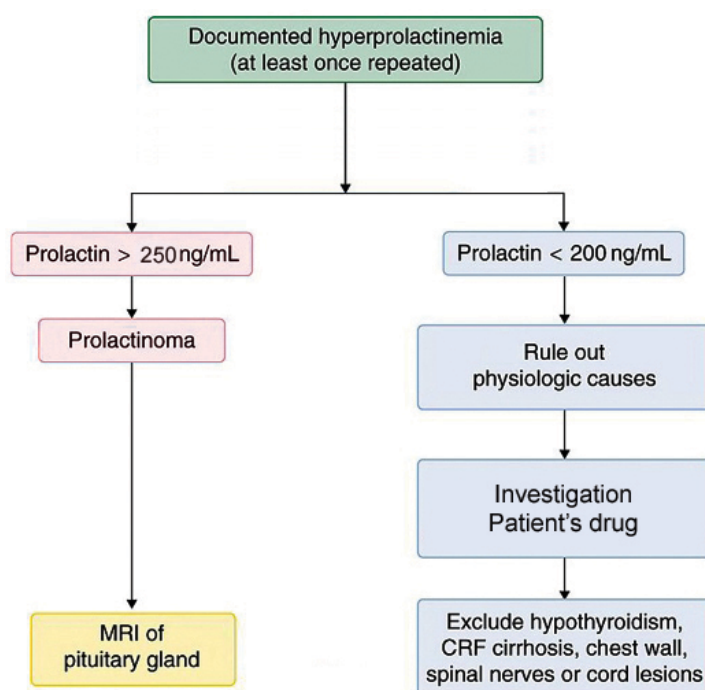 Documented hyperprolactinemia
(at least once repeated)
Prolactin > 250 ng/mL
Prolactin < 200 ng/mL
Prolactinoma
Rule out
physiologic causes
Investigation
Patient's drug
MRI of
pituitary gland
Exclude hypothyroidism,
CRF cirrhosis, chest wall,
spinal nerves or cord lesions